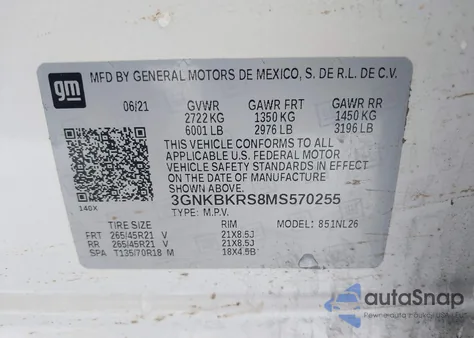 gm
MFD BY GENERAL MOTORS DE MEXICO, S. DE R.L. DE C.V.
06/21 GVWR GAWR FRT GAWR RR
2722 KG 1350 KG 1450 KG
6001 LB 2976 LB 3196 LB
THIS VEHICLE CONFORMS TO ALL
APPLICABLE U.S. FEDERAL MOTOR
VEHICLE SAFETY STANDARDS IN EFFECT
ON THE DATE OF MANUFACTURE
SHOWN ABOVE.
3GNKBKRS8MS570255
140X TYPE: M.P.V. MODEL: 851NL26
TIRE SIZE RIM
FRT 265/45R21 V 21X8.5J
RR 265/45R21 V 21X8.5J
SPA T135/70R18 M 18X4.5B
autaSnap